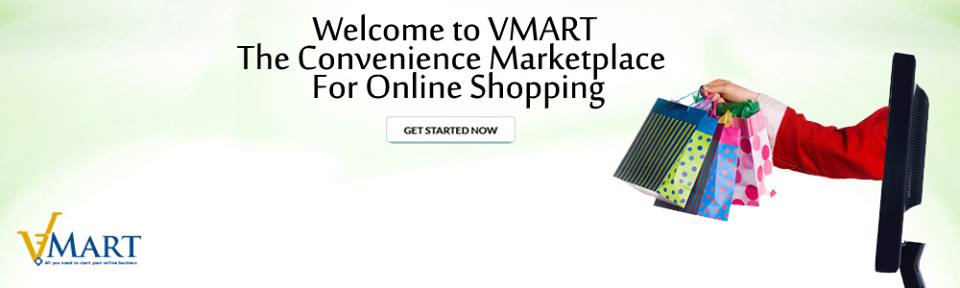 Welcome to VMART
The Convenience Marketplace
For Online Shopping
GET STARTED NOW
VMART
All you need to start your online business